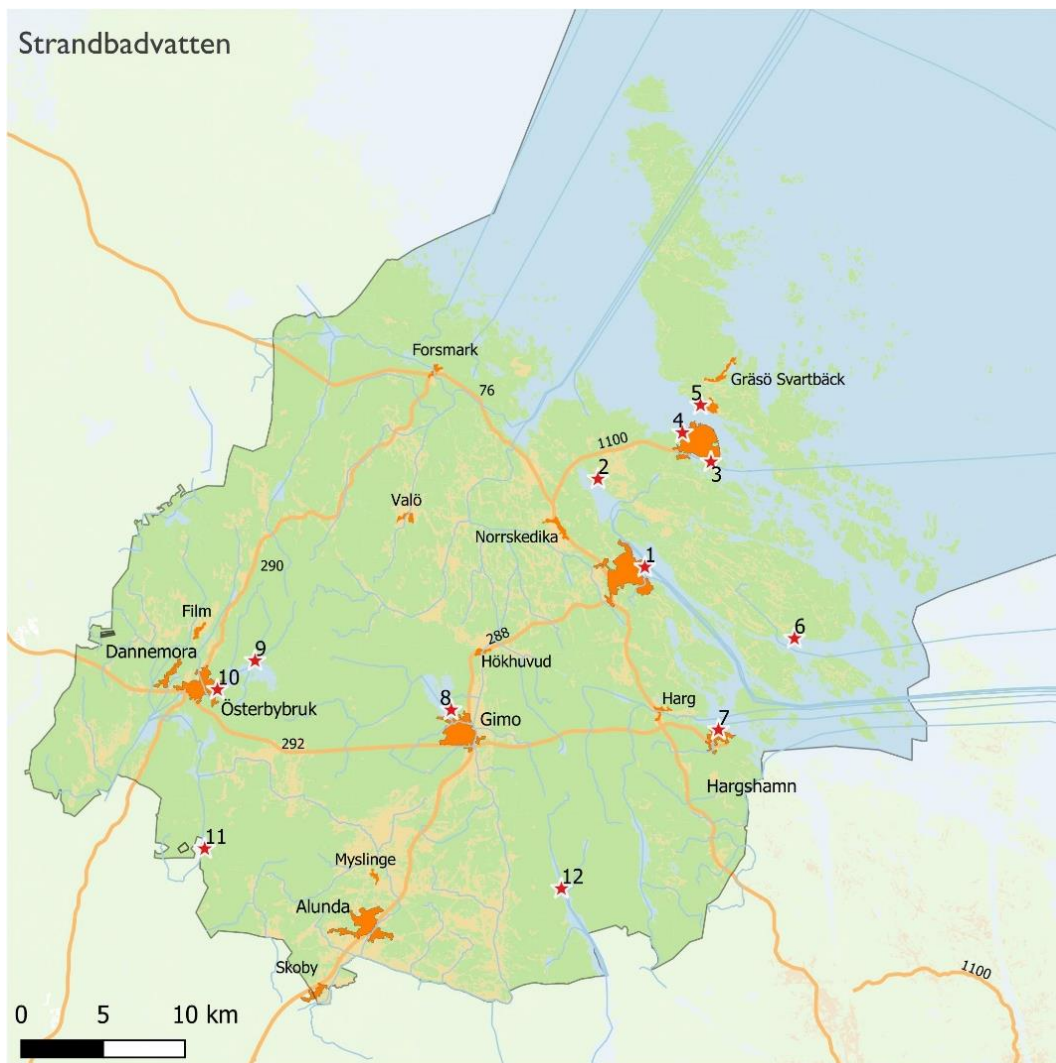 Strandbadvatten
Forsmark
76
Gräsö Svartbäck
5
4
1100
3
2
Valö
Norrskedika
1
290
Film
288
6
Dannemora
9
Hökhuvud
10
Österbybruk
8
Gimo
Harg
7
292
Hargshamn
11
Myslinge
12
Alunda
Skoby
1100
0 5 10 km